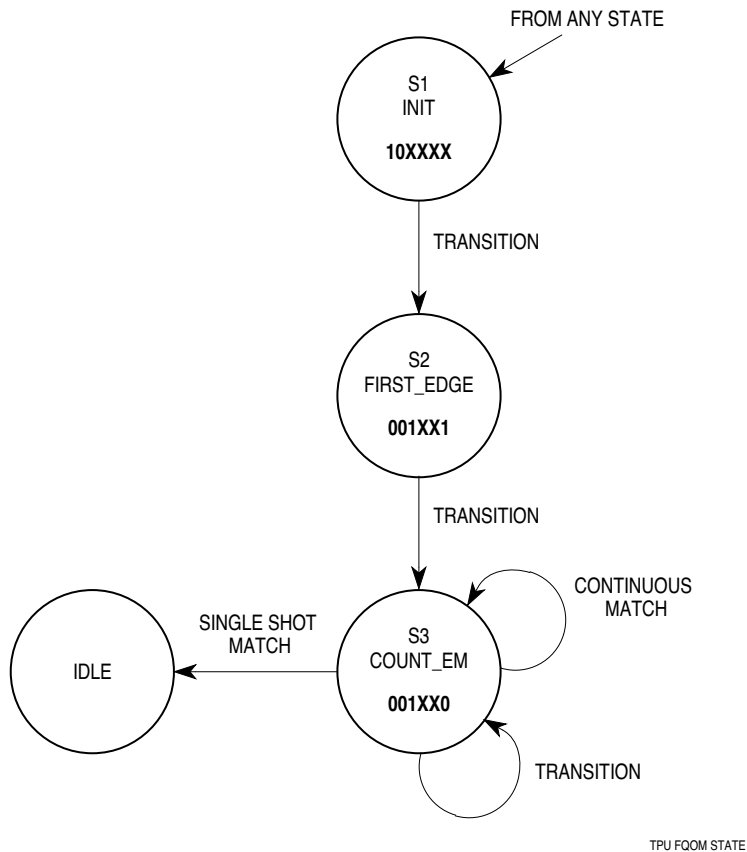 FROM ANY STATE
S1
INIT
10XXXX
TRANSITION
S2
FIRST_EDGE
001XX1
TRANSITION
CONTINUOUS
MATCH
SINGLE SHOT
MATCH
S3
COUNT_EM
001XX0
IDLE
TRANSITION
TPU FQOM STATE